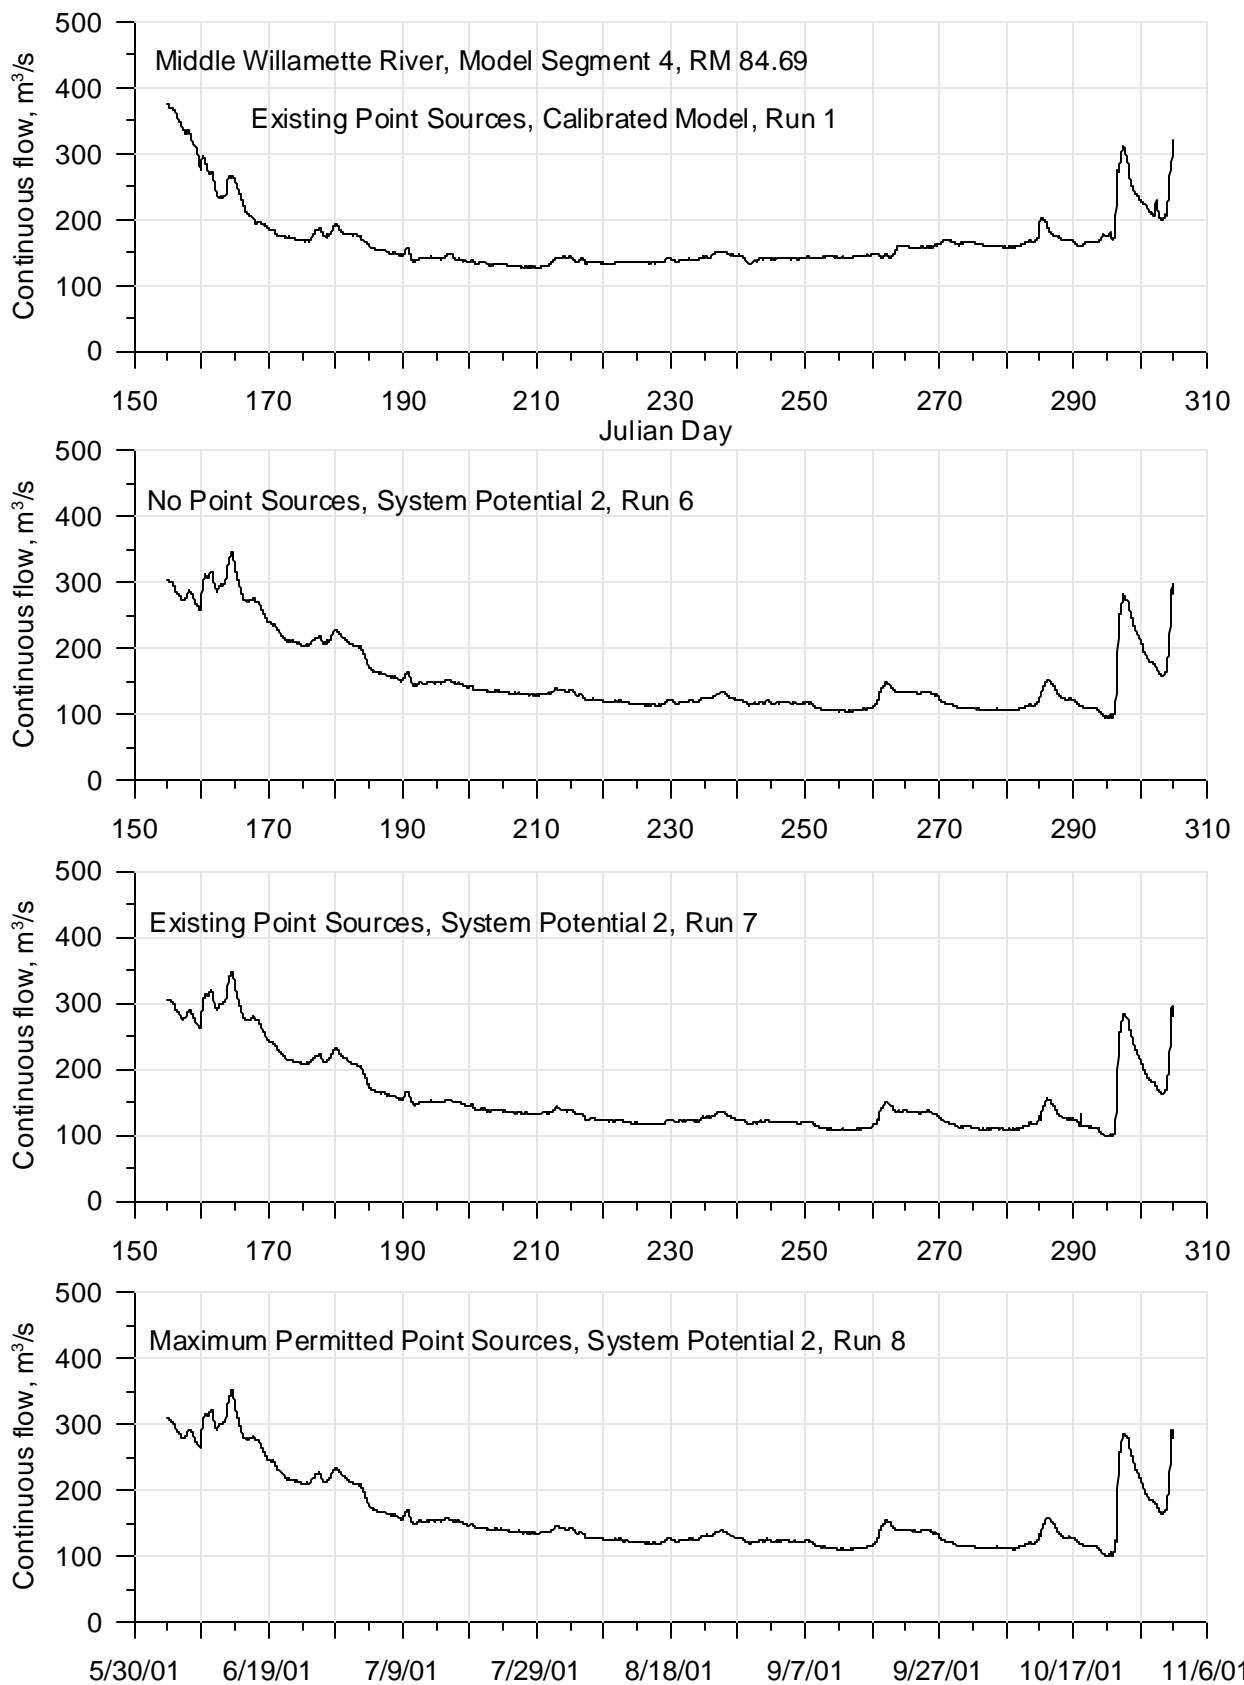 500
Middle Willamette River, Model Segment 4, RM 84.69
400
Existing Point Sources, Calibrated Model, Run 1
300
200
100
0
Continuous flow, m³/s
150 170 190 210 230 250 270 290 310
Julian Day
500
No Point Sources, System Potential 2, Run 6
400
300
200
100
0
Continuous flow, m³/s
150 170 190 210 230 250 270 290 310
500
Existing Point Sources, System Potential 2, Run 7
400
300
200
100
0
Continuous flow, m³/s
150 170 190 210 230 250 270 290 310
500
Maximum Permitted Point Sources, System Potential 2, Run 8
400
300
200
100
0
Continuous flow, m³/s
5/30/01 6/19/01 7/9/01 7/29/01 8/18/01 9/7/01 9/27/01 10/17/01 11/6/01